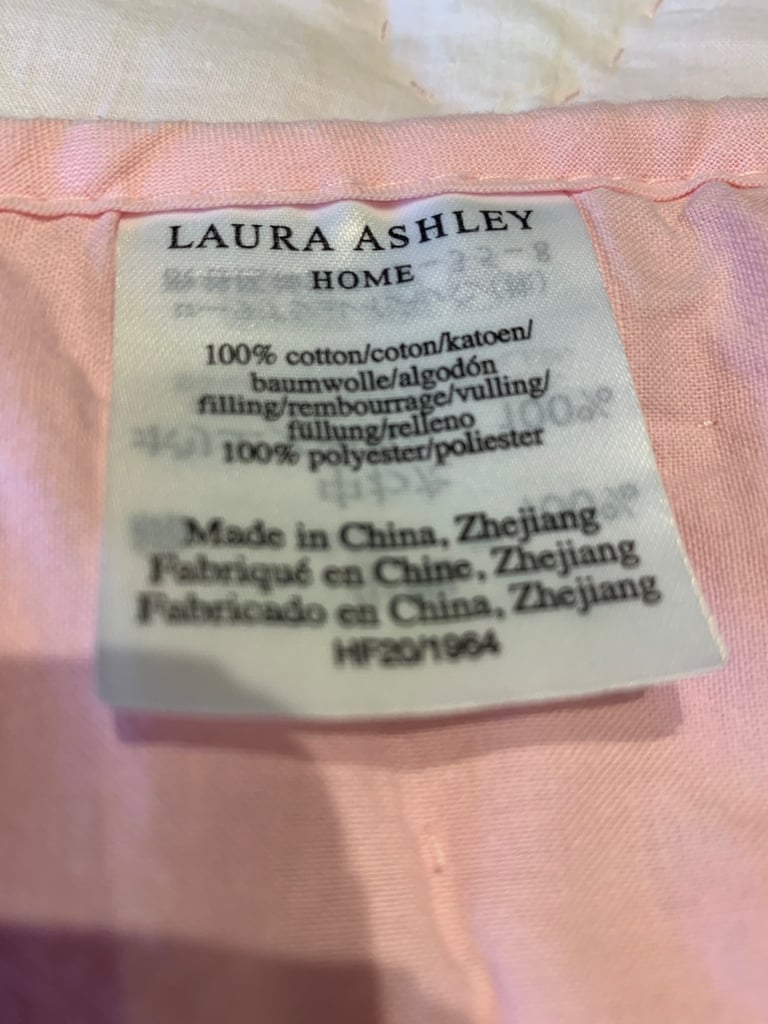 LAURA ASHLEY
HOME
100% cotton/coton/katoen/
baumwolle/algodón
filling/rembourrage/vulling/
füllung/relleno
100% polyester/poliester
Made in China, Zhejiang
Fabriqué en Chine, Zhejiang
Fabricado en China, Zhejiang
HF20/1964